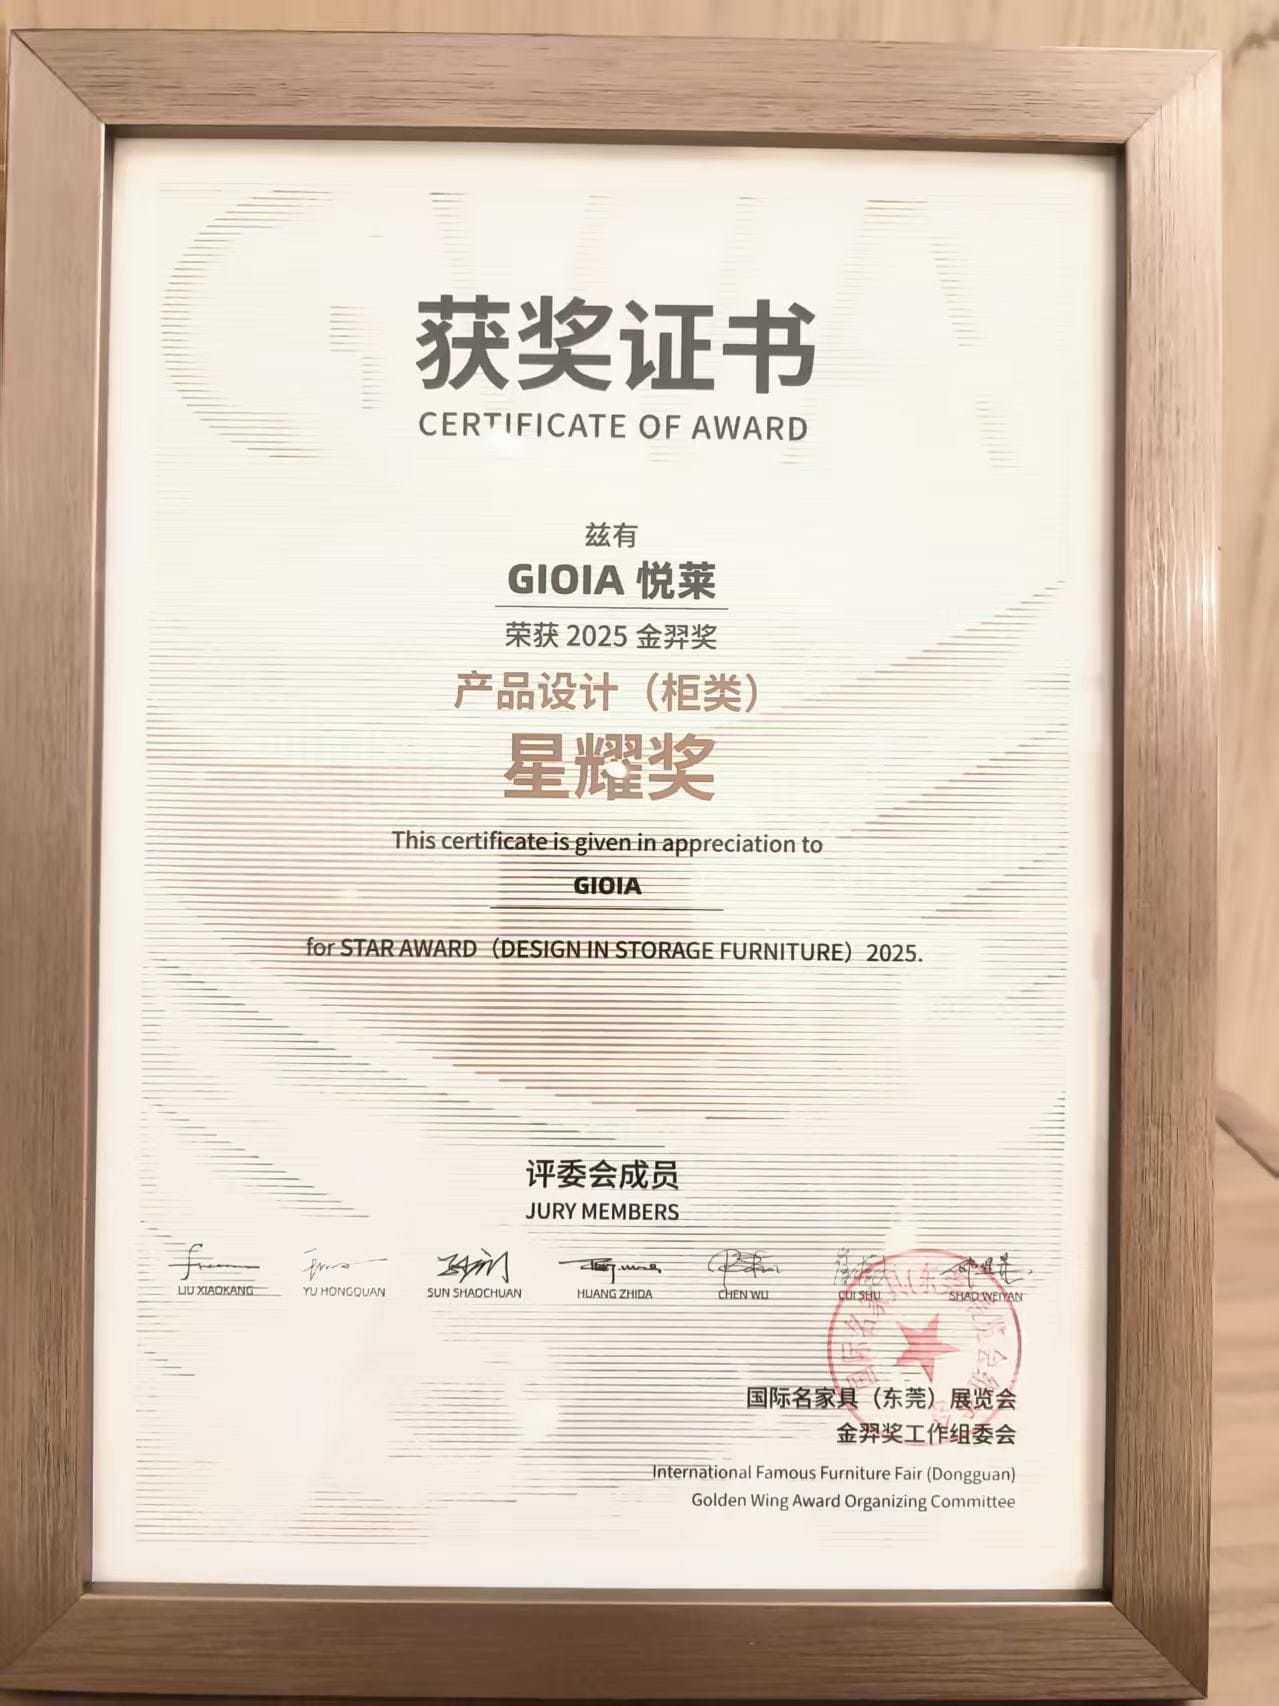 获奖证书
CERTIFICATE OF AWARD
兹有
GIOIA 悦莱
荣获 2025 金羿奖
产品设计（柜类）
星耀奖
This certificate is given in appreciation to
GIOIA
for STAR AWARD（DESIGN IN STORAGE FURNITURE）2025.
评委会成员
JURY MEMBERS
LIU XIAOKANG YU HONGQUAN SUN SHAOCHUAN HUANG ZHIDA CHEN WU CUI SHU SHAO WEIYAN
国际名家具（东莞）展览会
金羿奖工作组委会
International Famous Furniture Fair (Dongguan)
Golden Wing Award Organizing Committee